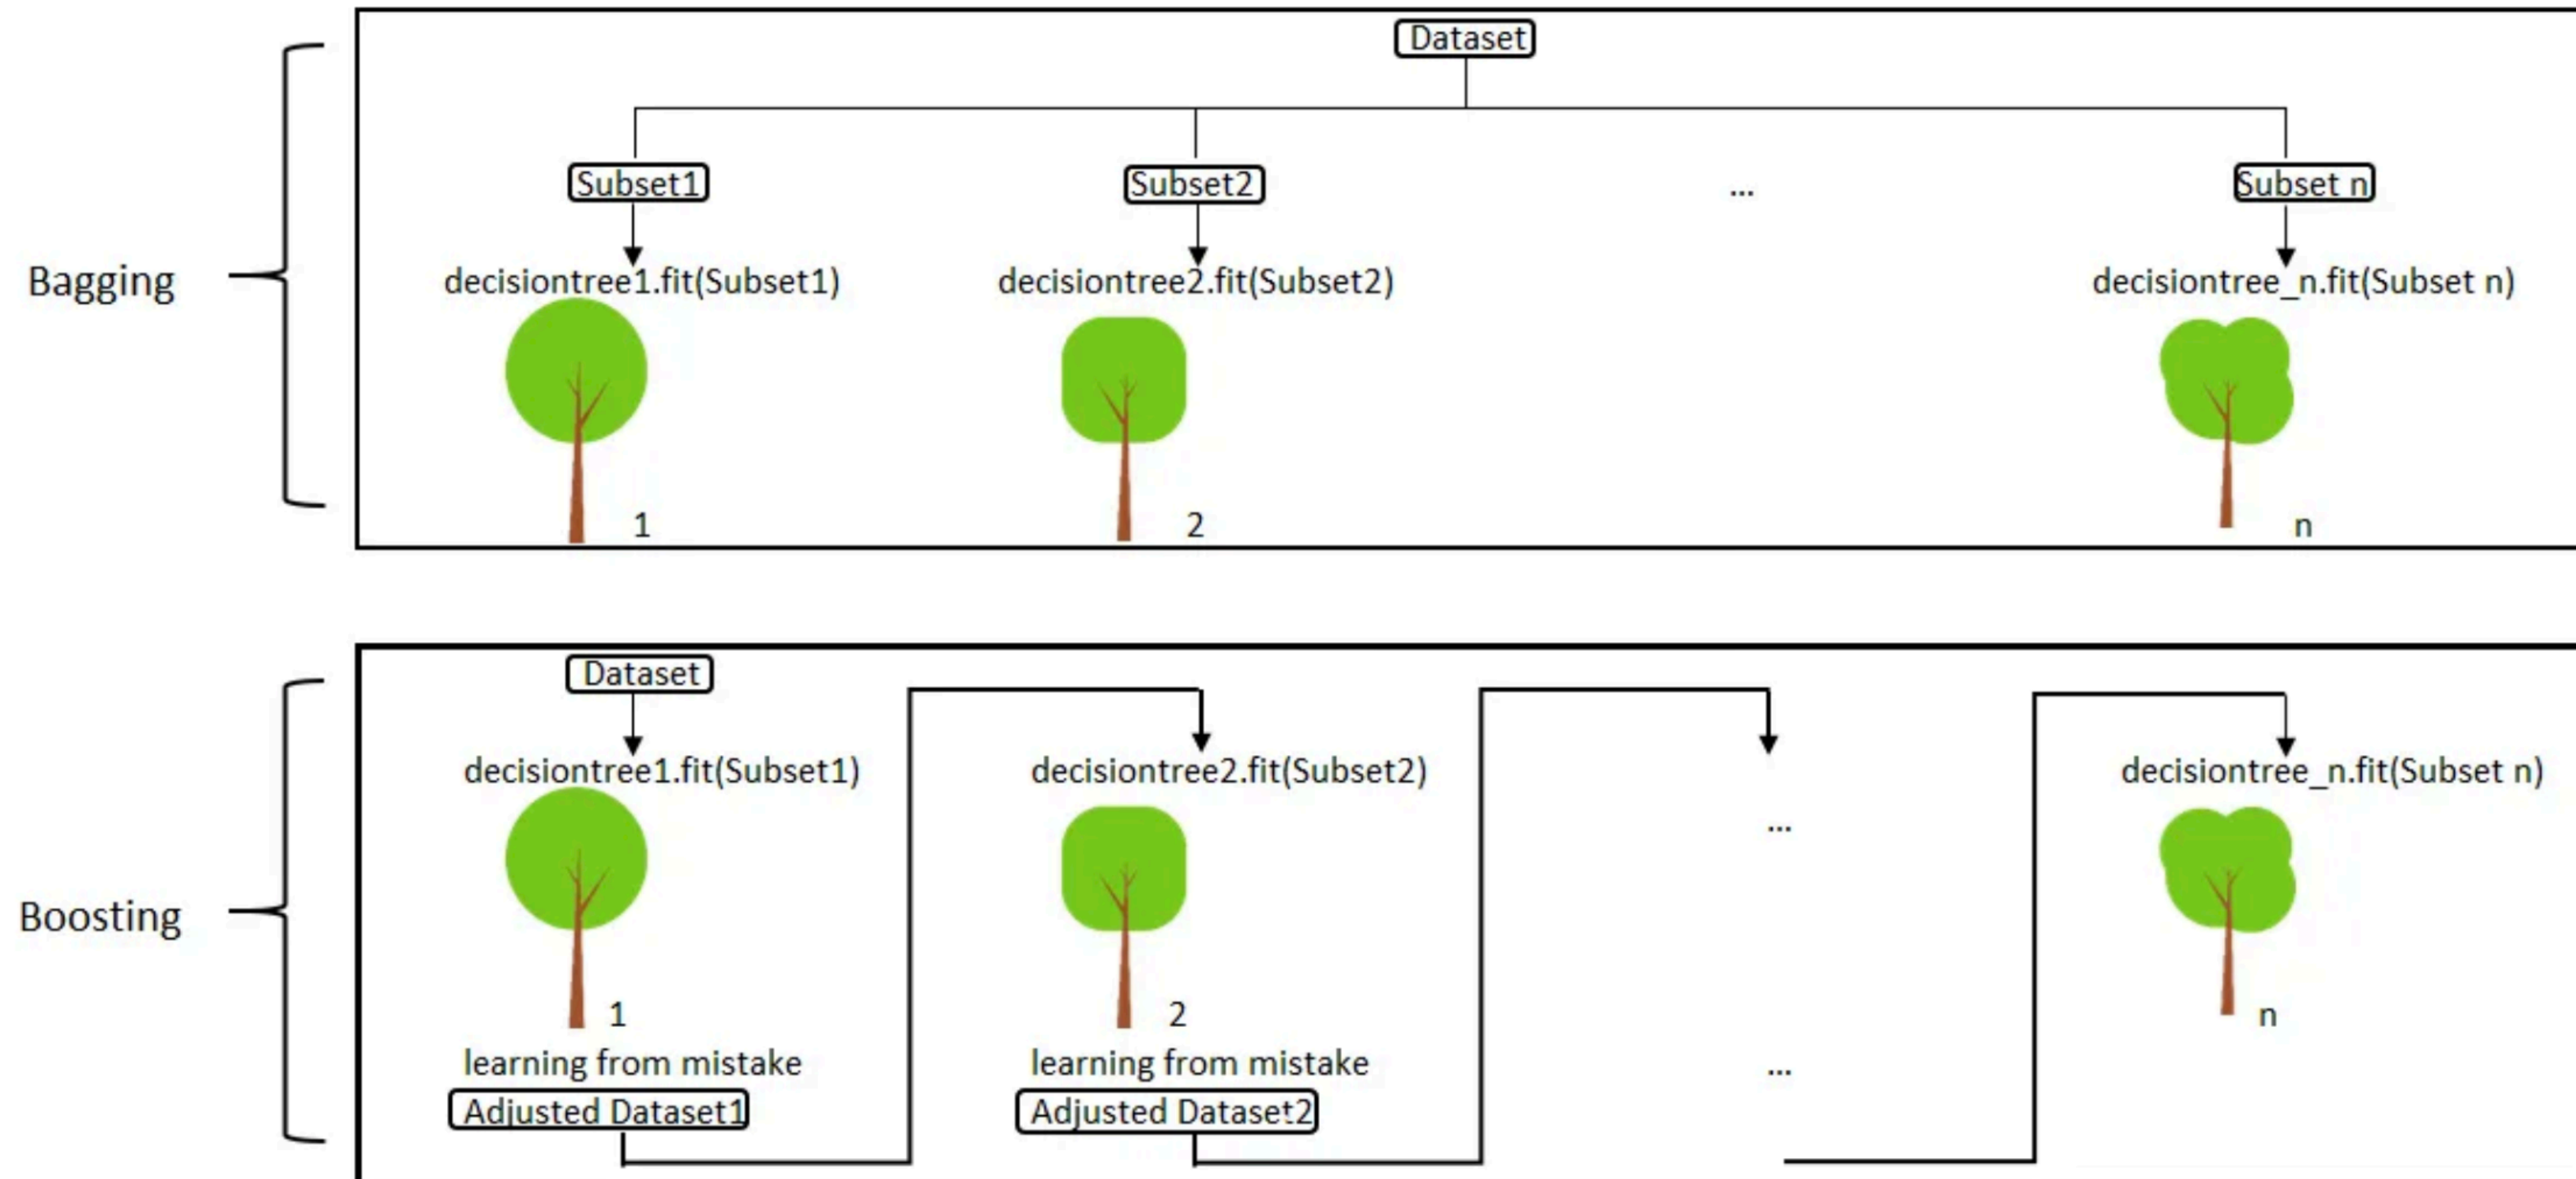 Dataset
Subset1
Subset2
...
Subset n
Bagging
decisiontree1.fit(Subset1)
decisiontree2.fit(Subset2)
decisiontree_n.fit(Subset n)
1
2
n
Dataset
decisiontree1.fit(Subset1)
decisiontree2.fit(Subset2)
decisiontree_n.fit(Subset n)
...
Boosting
1
2
n
learning from mistake
learning from mistake
...
Adjusted Dataset1
Adjusted Dataset2